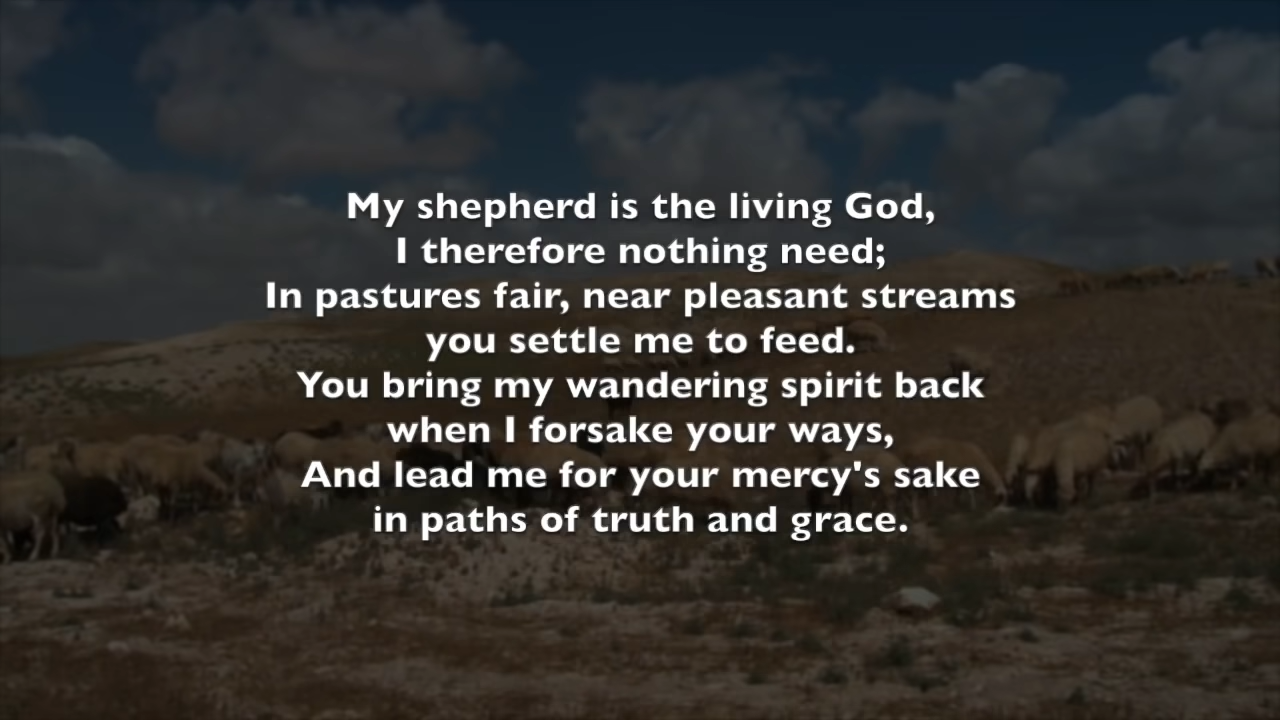 My shepherd is the living God,
I therefore nothing need;
In pastures fair, near pleasant streams
you settle me to feed.
You bring my wandering spirit back
when I forsake your ways,
And lead me for your mercy's sake
in paths of truth and grace.